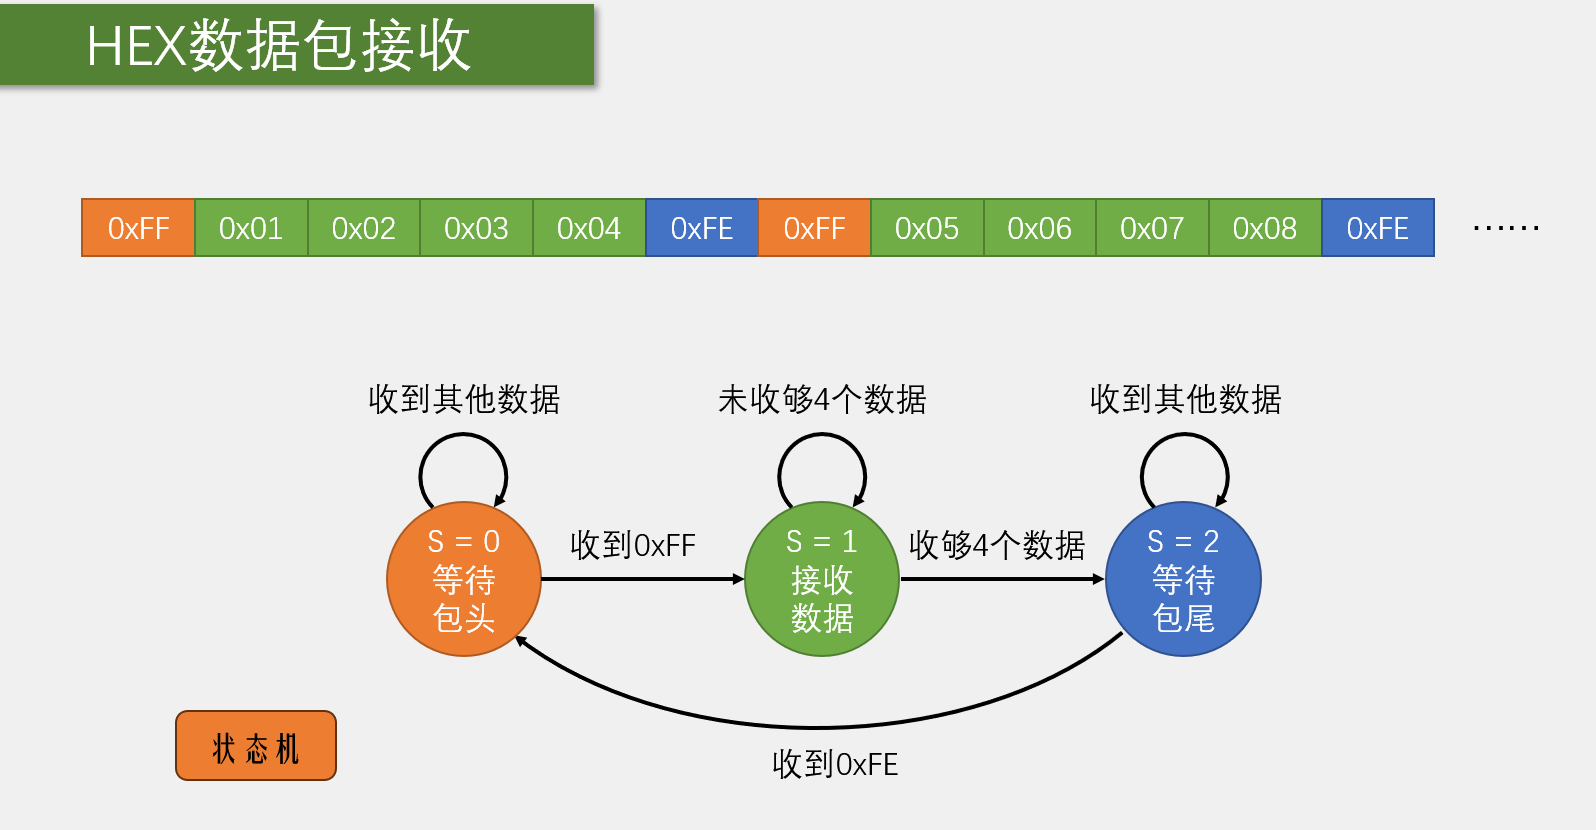 HEX数据包接收
0xFF 0x01 0x02 0x03 0x04 0xFE 0xFF 0x05 0x06 0x07 0x08 0xFE ……
收到其他数据 未收够4个数据 收到其他数据
S = 0
等待
包头
收到0xFF
S = 1
接收
数据
收够4个数据
S = 2
等待
包尾
状态机
收到0xFE